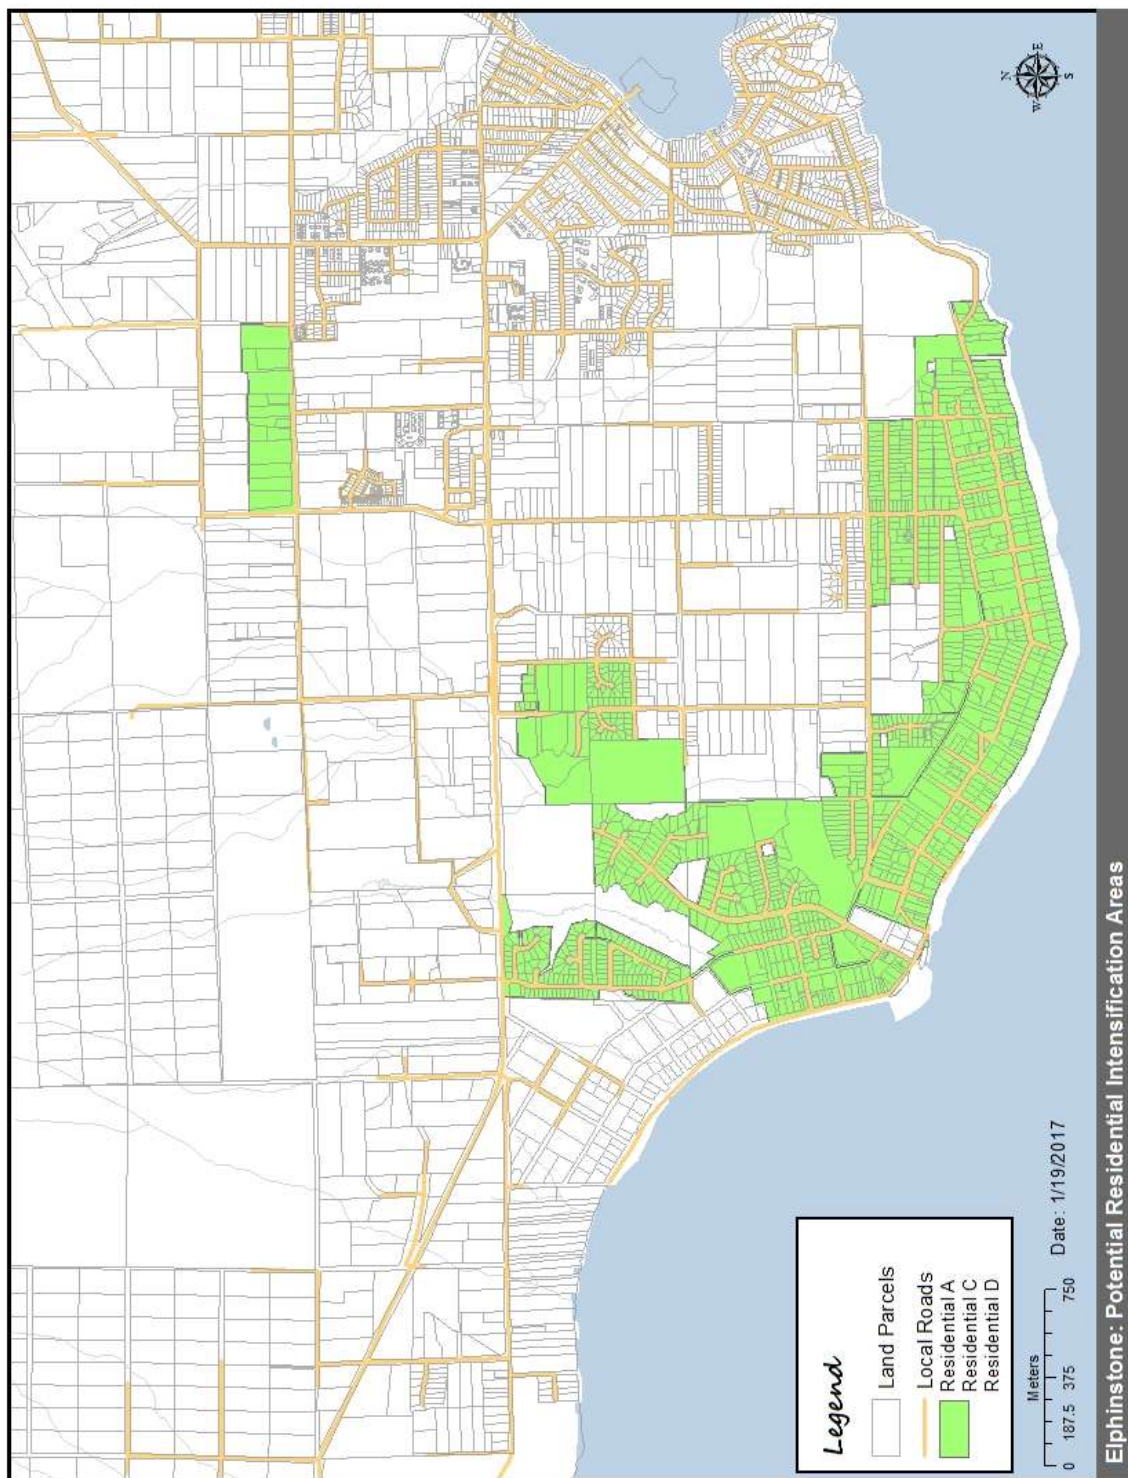 N
W
E
S
Legend
Land Parcels
Local Roads
Residential A
Residential C
Residential D
Meters
0 187.5 375 750
Date: 1/19/2017
Elphinstone: Potential Residential Intensification Areas